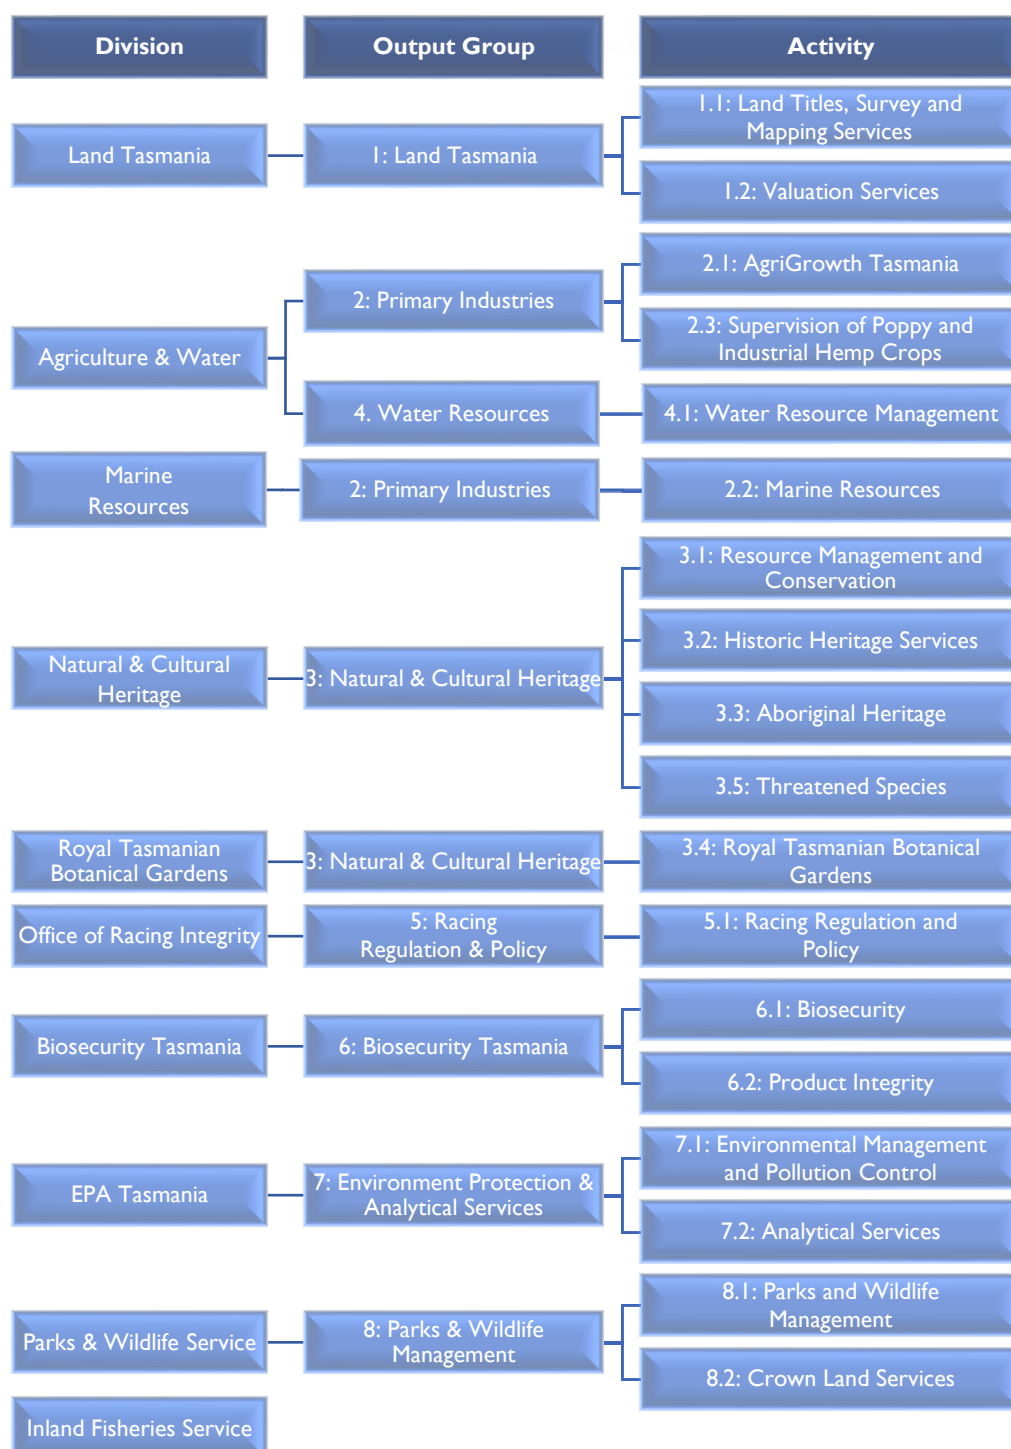 Division
Output Group
Activity
Land Tasmania
1: Land Tasmania
1.1: Land Titles, Survey and
Mapping Services
1.2: Valuation Services
Agriculture & Water
2: Primary Industries
2.1: AgriGrowth Tasmania
2.3: Supervision of Poppy and
Industrial Hemp Crops
4. Water Resources
4.1: Water Resource Management
Marine
Resources
2: Primary Industries
2.2: Marine Resources
Natural & Cultural
Heritage
3: Natural & Cultural Heritage
3.1: Resource Management and
Conservation
3.2: Historic Heritage Services
3.3: Aboriginal Heritage
3.5: Threatened Species
Royal Tasmanian
Botanical Gardens
3: Natural & Cultural Heritage
3.4: Royal Tasmanian Botanical
Gardens
Office of Racing Integrity
5: Racing
Regulation & Policy
5.1: Racing Regulation and
Policy
Biosecurity Tasmania
6: Biosecurity Tasmania
6.1: Biosecurity
6.2: Product Integrity
EPA Tasmania
7: Environment Protection &
Analytical Services
7.1: Environmental Management
and Pollution Control
7.2: Analytical Services
Parks & Wildlife Service
8: Parks & Wildlife
Management
8.1: Parks and Wildlife
Management
8.2: Crown Land Services
Inland Fisheries Service